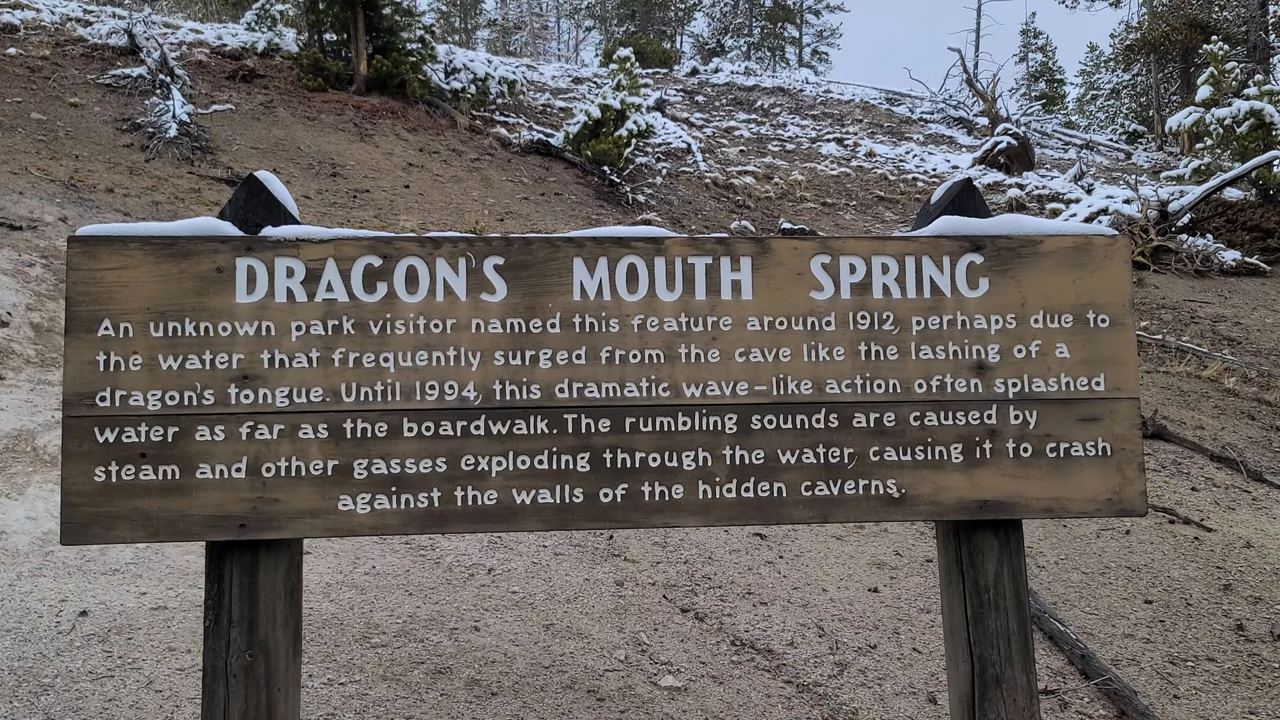 DRAGON'S MOUTH SPRING
An unknown park visitor named this feature around 1912, perhaps due to
the water that frequently surged from the cave like the lashing of a
dragon's tongue. Until 1994, this dramatic wave-like action often splashed
water as far as the boardwalk. The rumbling sounds are caused by
steam and other gasses exploding through the water, causing it to crash
against the walls of the hidden caverns.